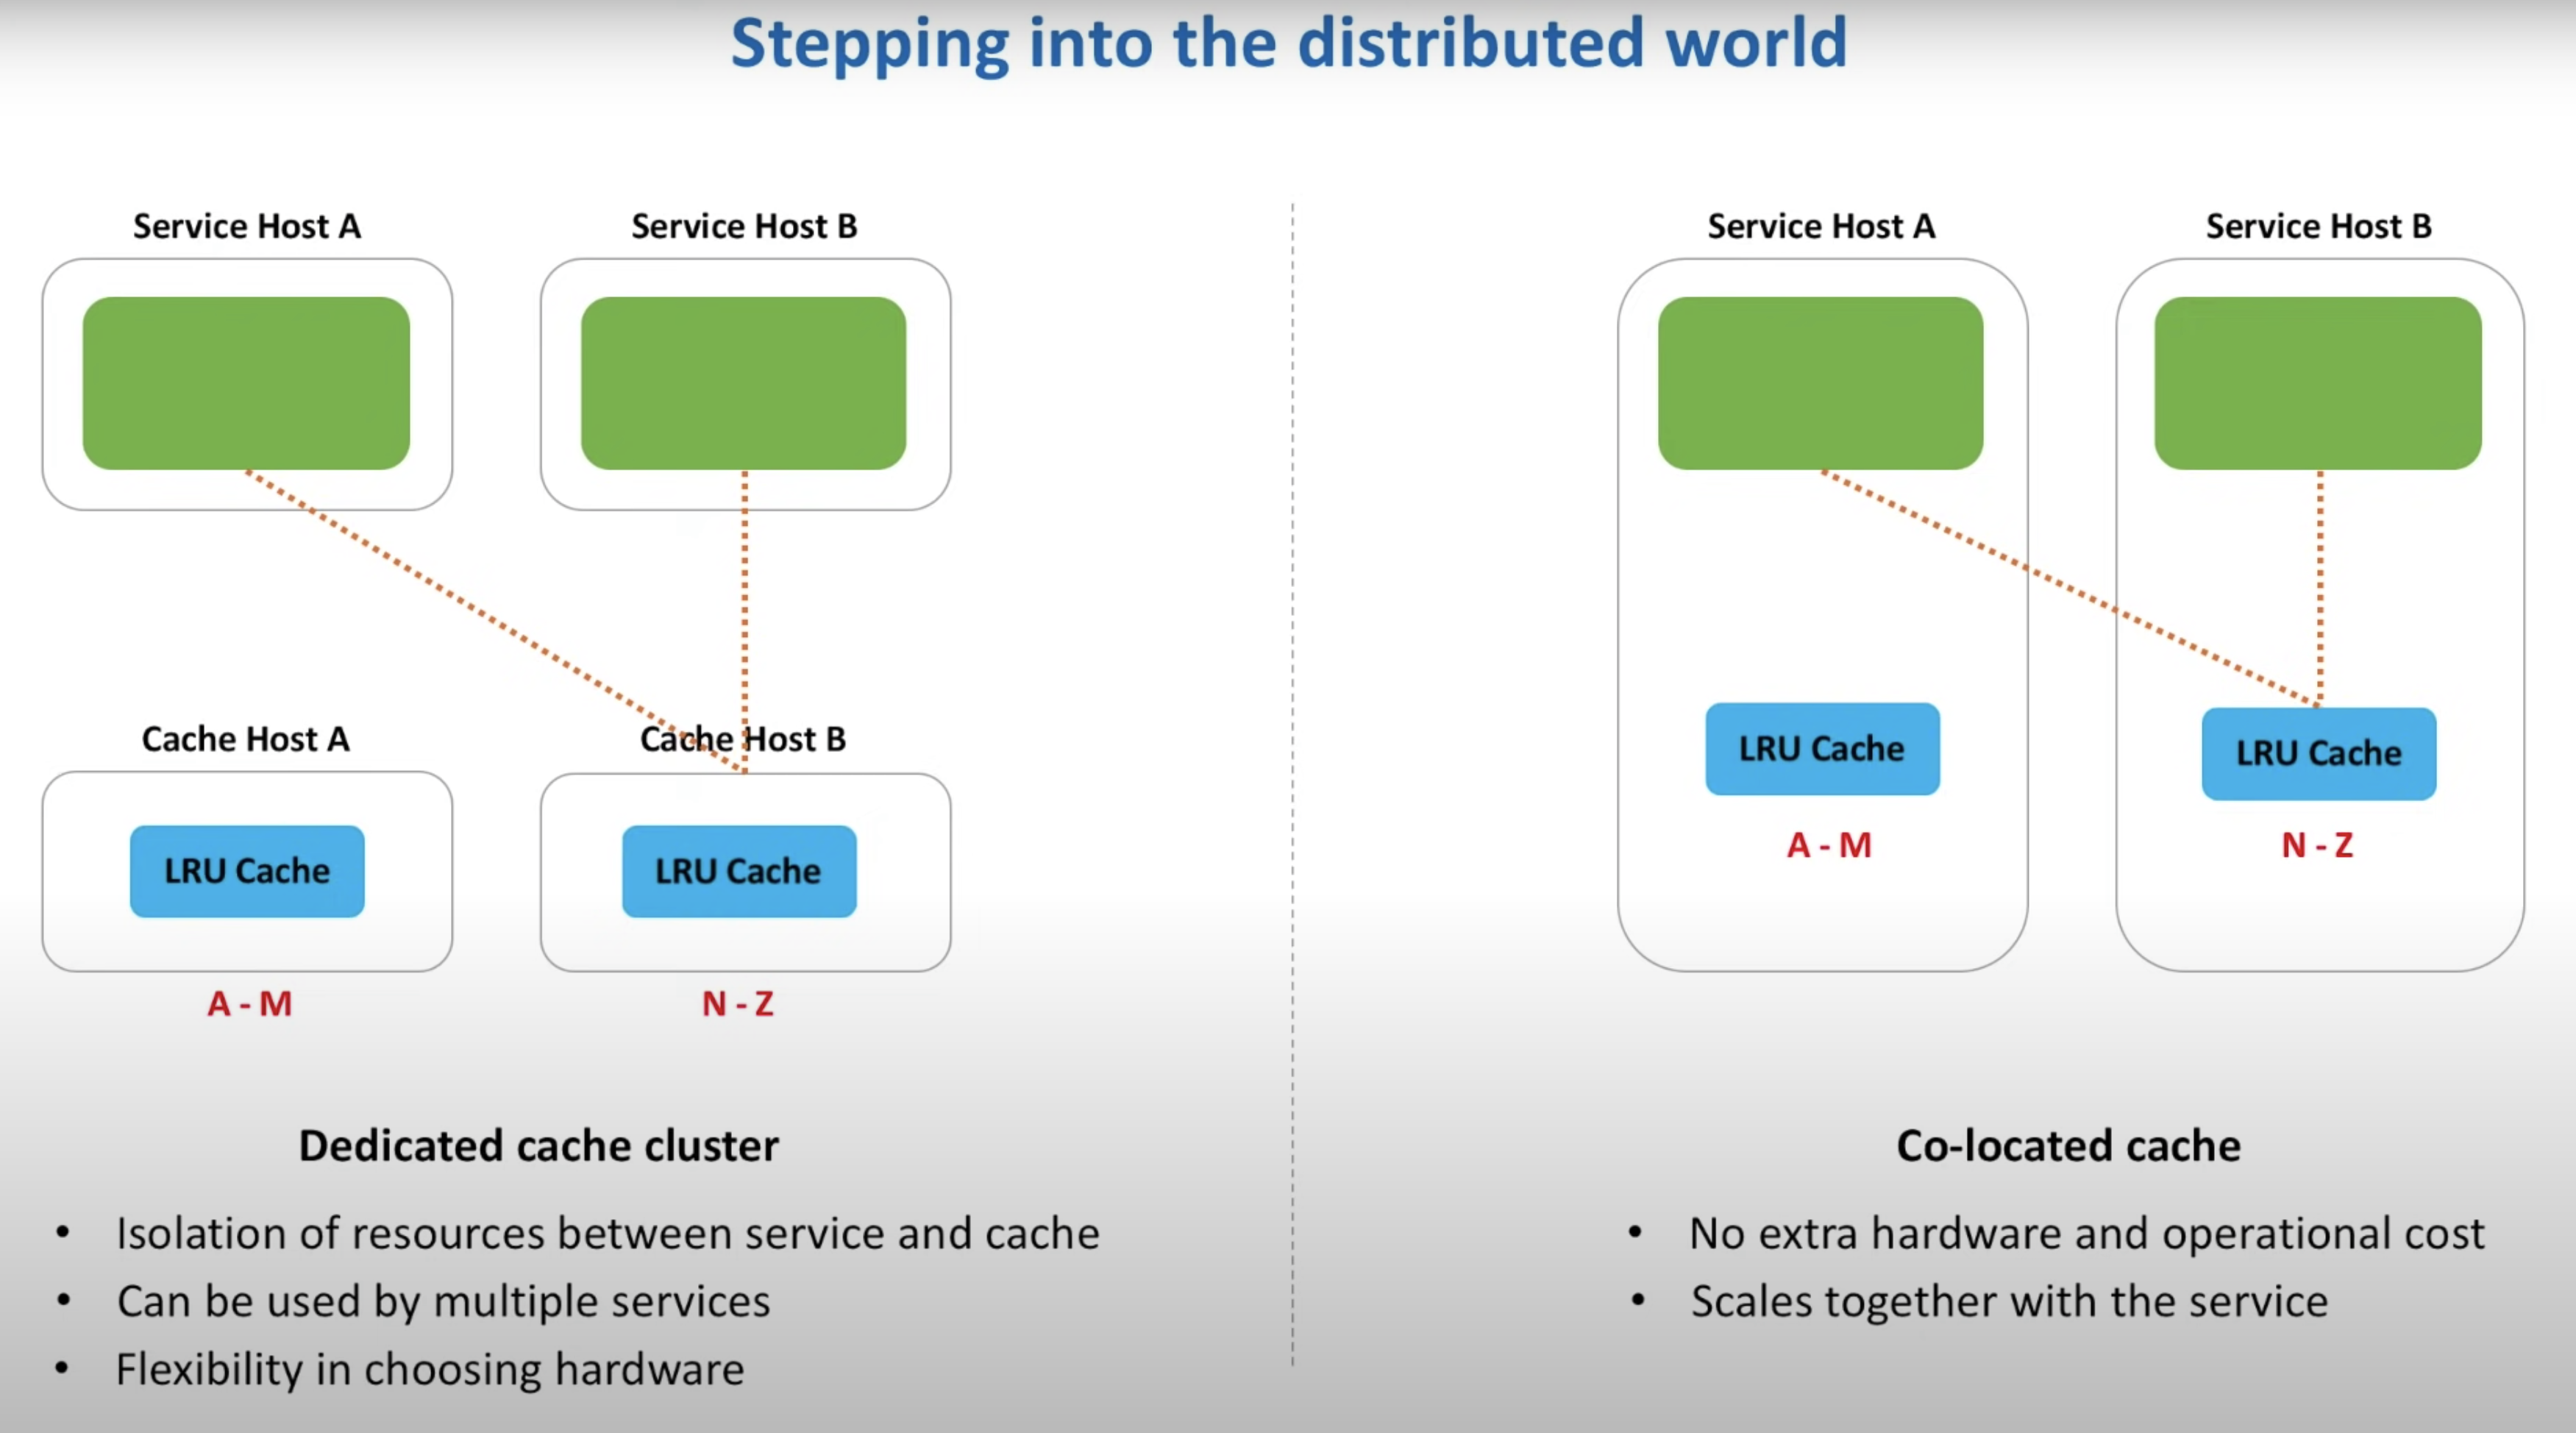 Stepping into the distributed world
Service Host A
Service Host B
Cache Host A
Cache Host B
LRU Cache
LRU Cache
A - M
N - Z
Dedicated cache cluster
• Isolation of resources between service and cache
• Can be used by multiple services
• Flexibility in choosing hardware
Service Host A
Service Host B
LRU Cache
LRU Cache
A - M
N - Z
Co-located cache
• No extra hardware and operational cost
• Scales together with the service